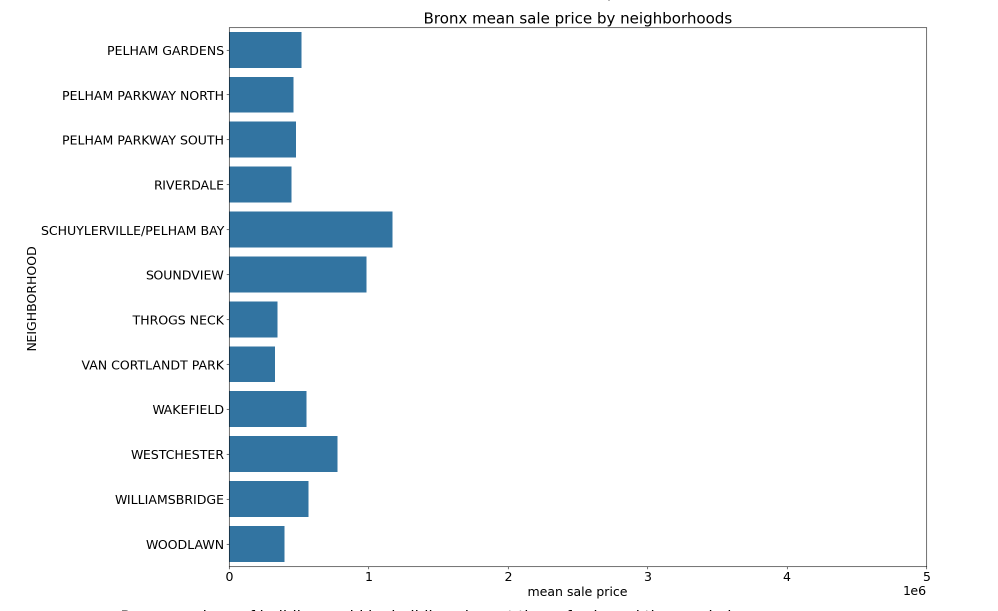 Bronx mean sale price by neighborhoods
PELHAM GARDENS
PELHAM PARKWAY NORTH
PELHAM PARKWAY SOUTH
RIVERDALE
SCHUYLERVILLE/PELHAM BAY
SOUNDVIEW
THROGS NECK
VAN CORTLANDT PARK
WAKEFIELD
WESTCHESTER
WILLIAMSBRIDGE
WOODLAWN
NEIGHBORHOOD
0 1 2 3 4 5
mean sale price
1e6